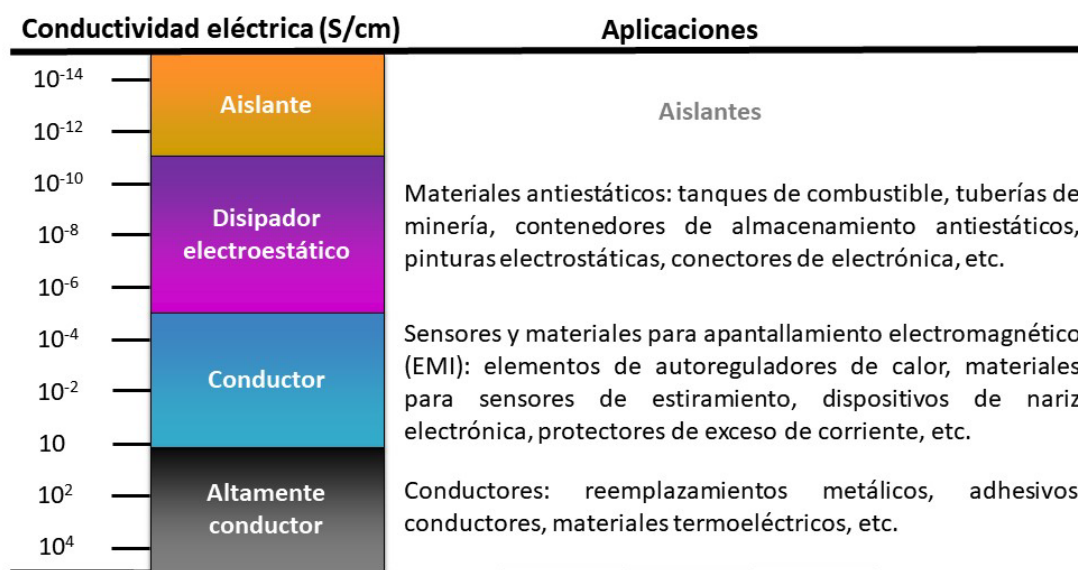 Conductividad eléctrica (S/cm) Aplicaciones
10⁻¹⁴
Aislante
Aislantes
10⁻¹²
10⁻¹⁰
Disipador
electroestático
Materiales antiestáticos: tanques de combustible, tuberías de
minería, contenedores de almacenamiento antiestáticos,
pinturas electrostáticas, conectores de electrónica, etc.
10⁻⁸
10⁻⁶
10⁻⁴
Conductor
Sensores y materiales para apantallamiento electromagnético
(EMI): elementos de autoreguladores de calor, materiales
para sensores de estiramiento, dispositivos de nariz
electrónica, protectores de exceso de corriente, etc.
10⁻²
10
10²
Altamente
conductor
Conductores: reemplazamientos metálicos, adhesivos
conductores, materiales termoeléctricos, etc.
10⁴